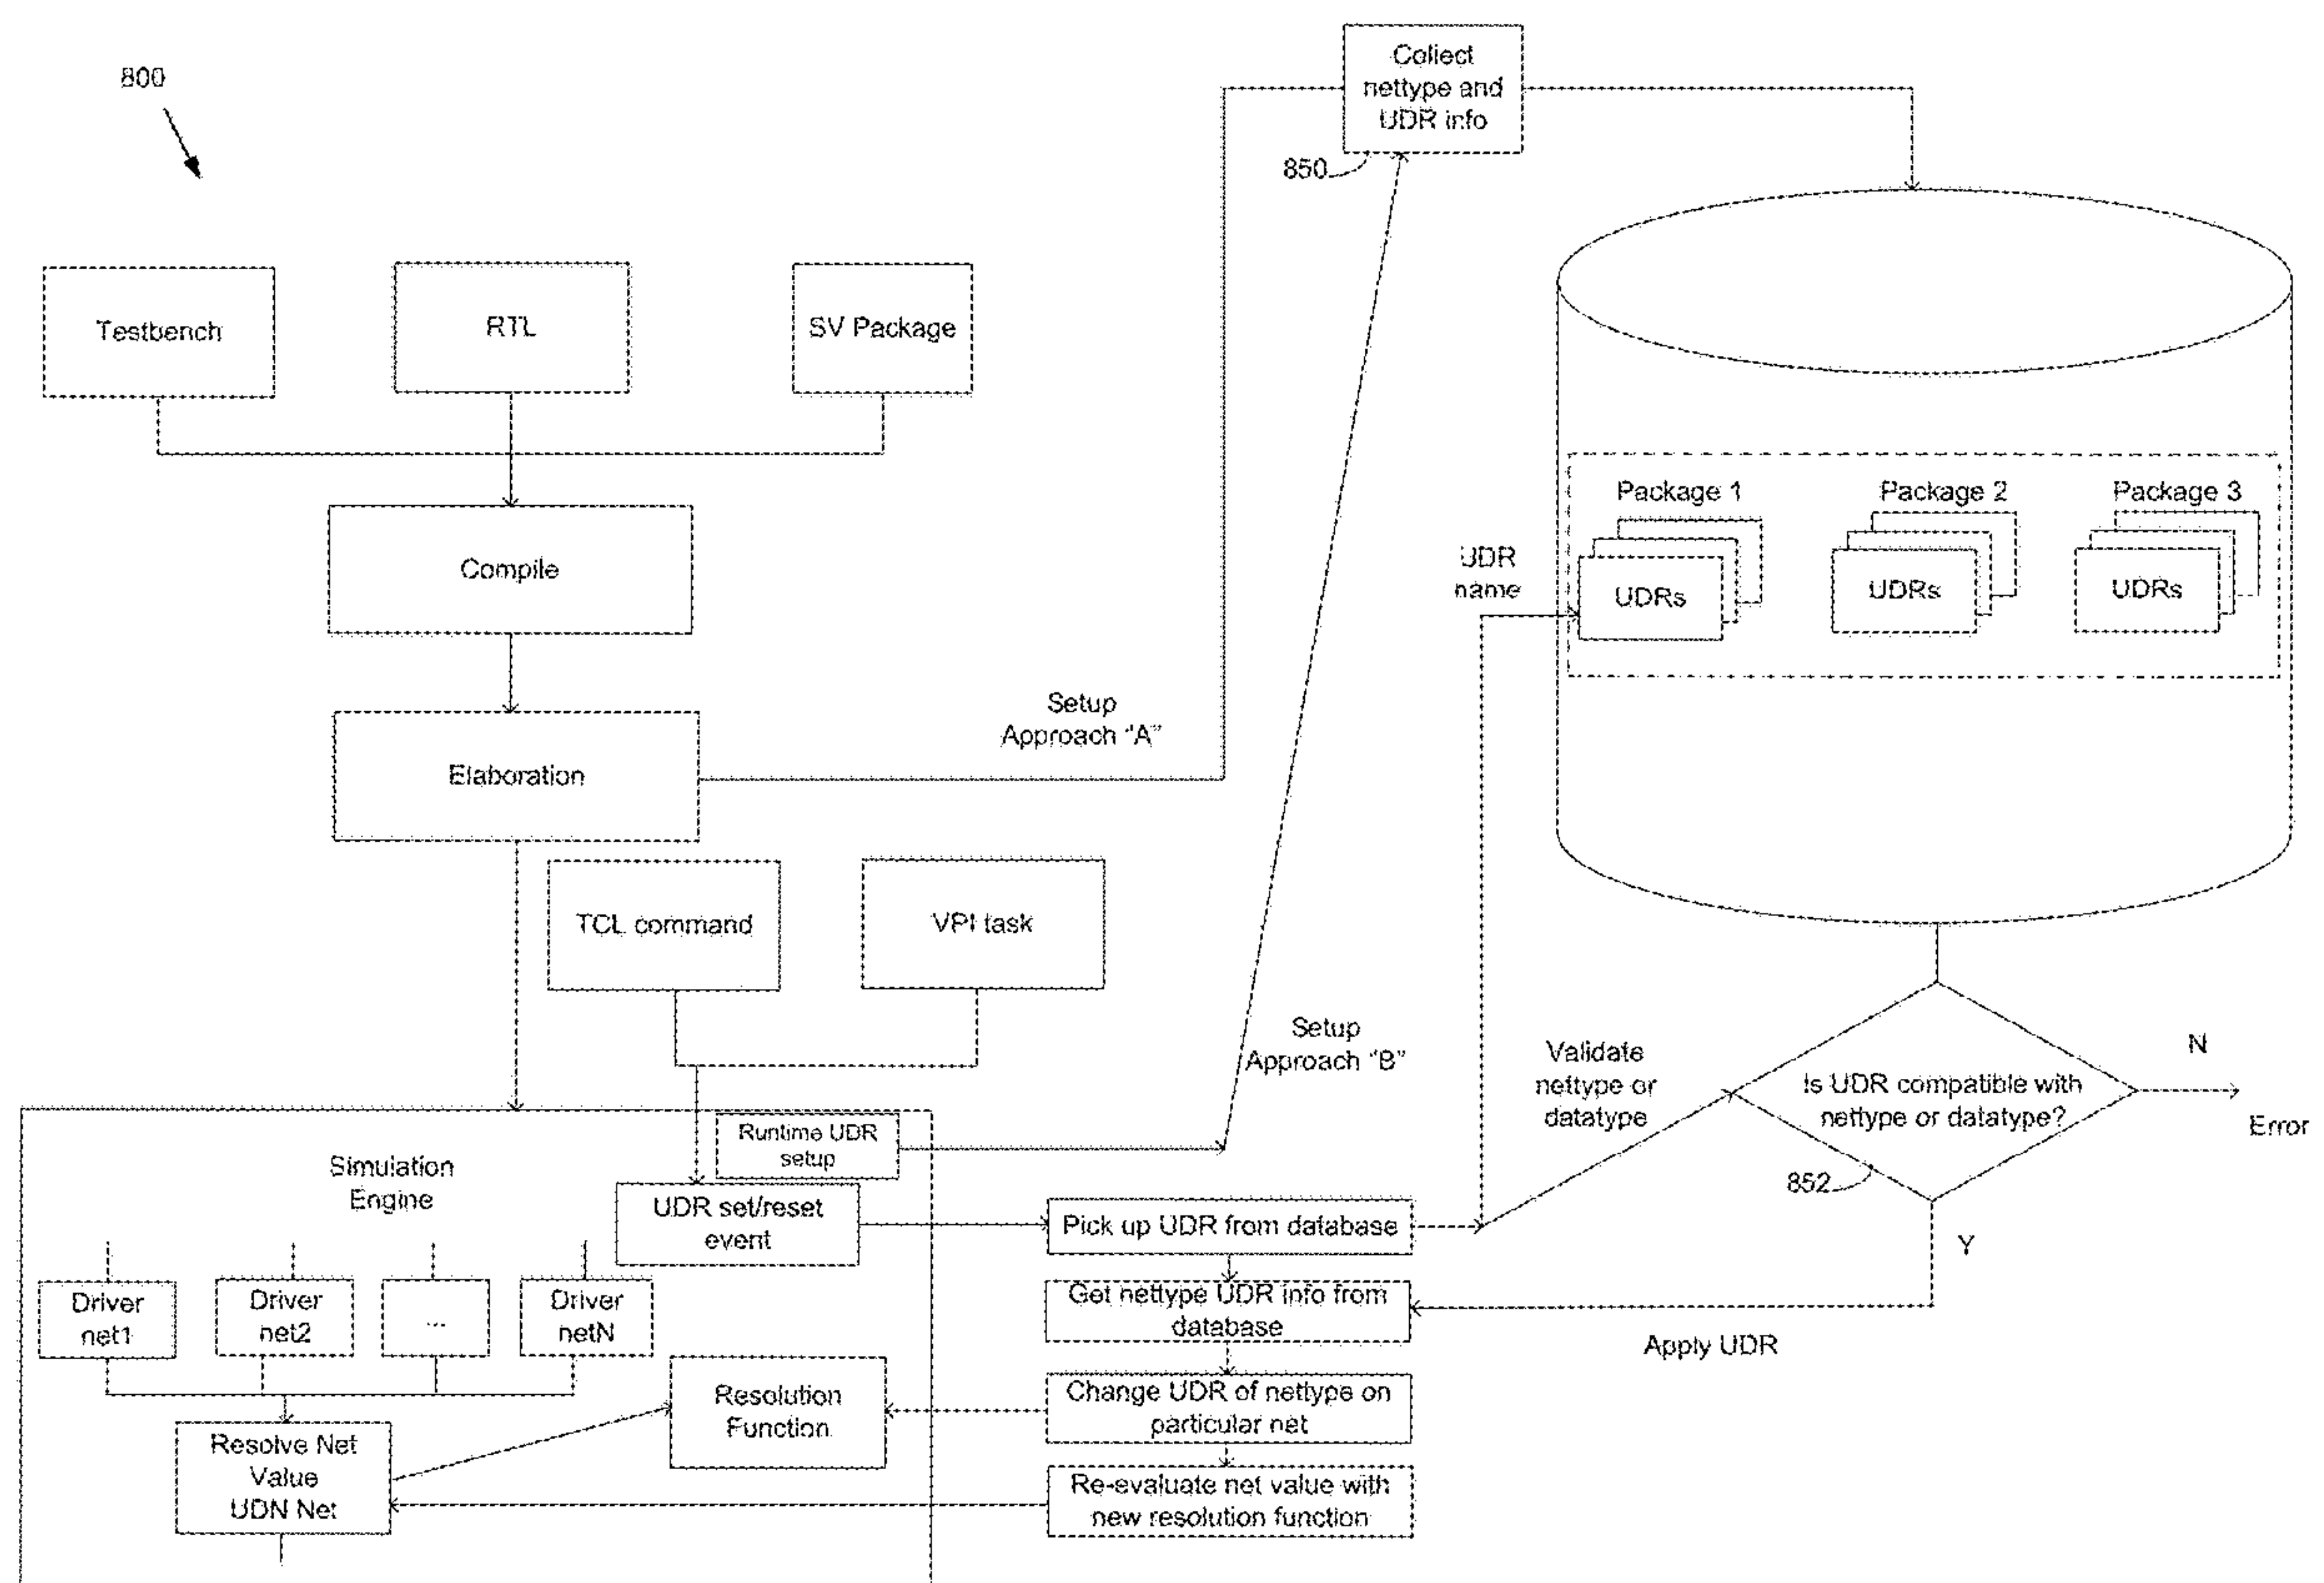 800
Collect
nettype and
UDR info
850
Testbench
RTL
SV Package
Compile
Package 1
Package 2
Package 3
UDR
name
UDRs
UDRs
UDRs
Setup
Approach "A"
Elaboration
TCL command
VPI task
Setup
Approach "B"
Validate
nettype or
datatype
Is UDR compatible with
nettype or datatype?
N
Error
852
Y
Runtime UDR
setup
Simulation
Engine
UDR set/reset
event
Pick up UDR from database
Driver
net1
Driver
net2
...
Driver
netN
Get nettype UDR info from
database
Apply UDR
Resolution
Function
Change UDR of nettype on
particular net
Resolve Net
Value
UDN Net
Re-evaluate net value with
new resolution function